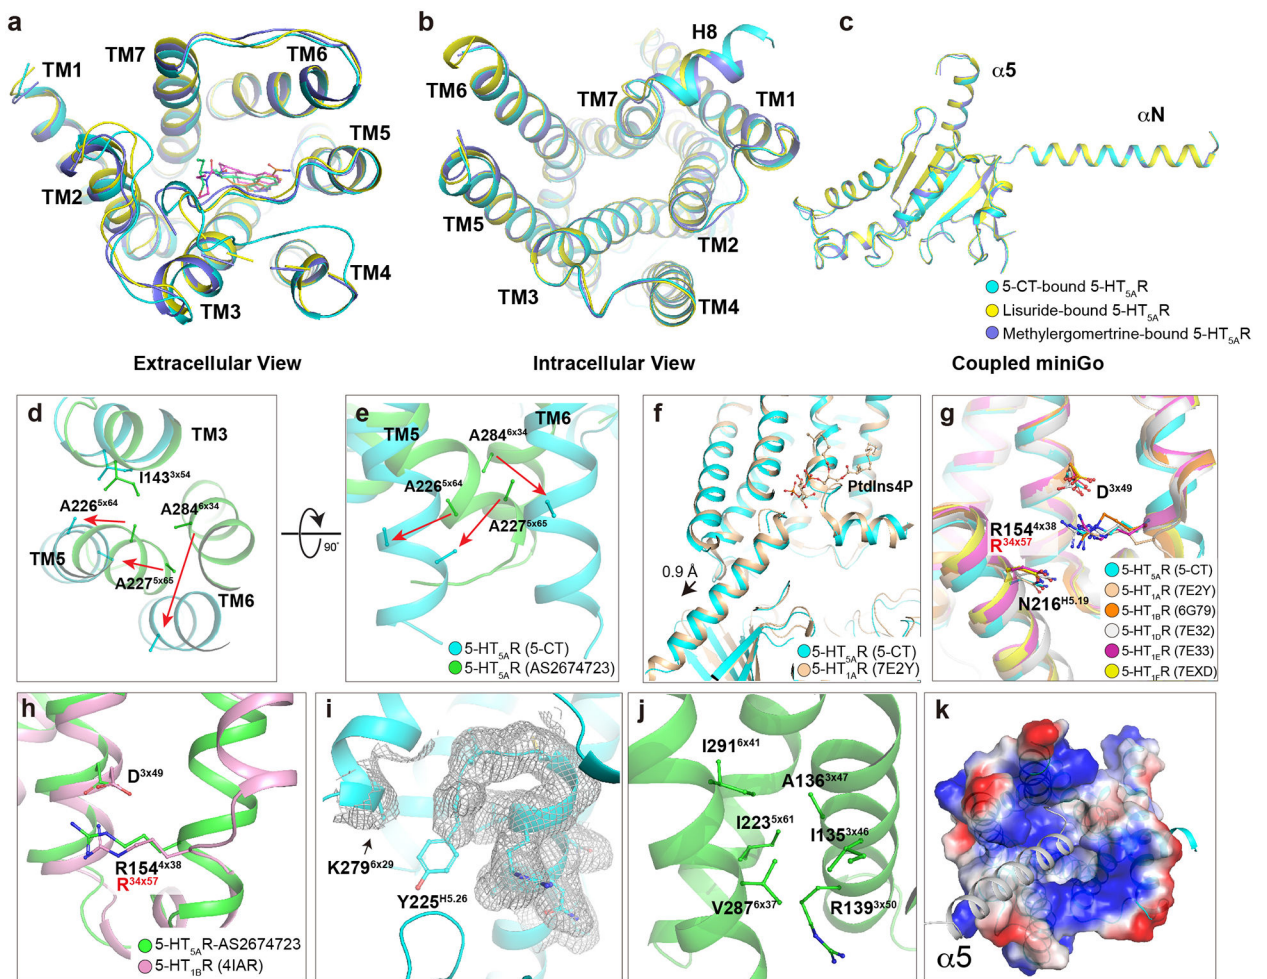 a
TM7
TM6
TM1
TM5
TM2
TM4
TM3
Extracellular View
b
H8
TM6
TM7
TM1
TM5
TM2
TM3
TM4
Intracellular View
c
α5
αN
5-CT-bound 5-HT5AR
Lisuride-bound 5-HT5AR
Methylergomertrine-bound 5-HT5AR
Coupled miniGo
d
TM3
I143 3x54
A226 5x64
A284 6x34
TM5
A227 5x65
TM6
90°
e
TM5
TM6
A284 6x34
A226 5x64
A227 5x65
5-HT5AR (5-CT)
5-HT5AR (AS2674723)
f
PtdIns4P
0.9 Å
5-HT5AR (5-CT)
5-HT1AR (7E2Y)
g
D3x49
R154 4x38
R34x57
N216 H5.19
5-HT5AR (5-CT)
5-HT1AR (7E2Y)
5-HT1BR (6G79)
5-HT1DR (7E32)
5-HT1ER (7E33)
5-HT1FR (7EXD)
h
D3x49
R154 4x38
R34x57
5-HT5AR-AS2674723
5-HT1BR (4IAR)
i
K279 6x29
Y225 H5.26
j
I291 6x41
A136 3x47
I223 5x61
I135 3x46
V287 6x37
R139 3x50
k
α5